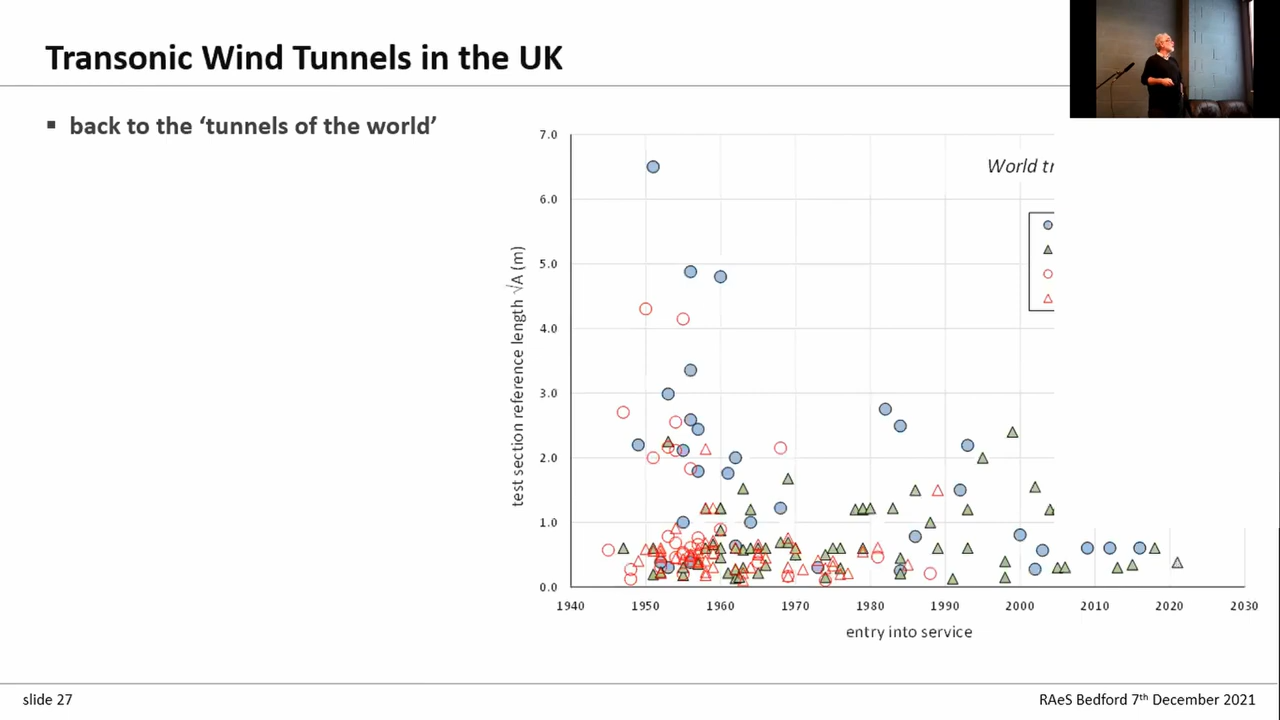 Transonic Wind Tunnels in the UK
▪ back to the ‘tunnels of the world’
World tr
7.0
6.0
5.0
4.0
3.0
2.0
1.0
0.0
test section reference length √A (m)
1940 1950 1960 1970 1980 1990 2000 2010 2020 2030
entry into service
slide 27
RAeS Bedford 7th December 2021